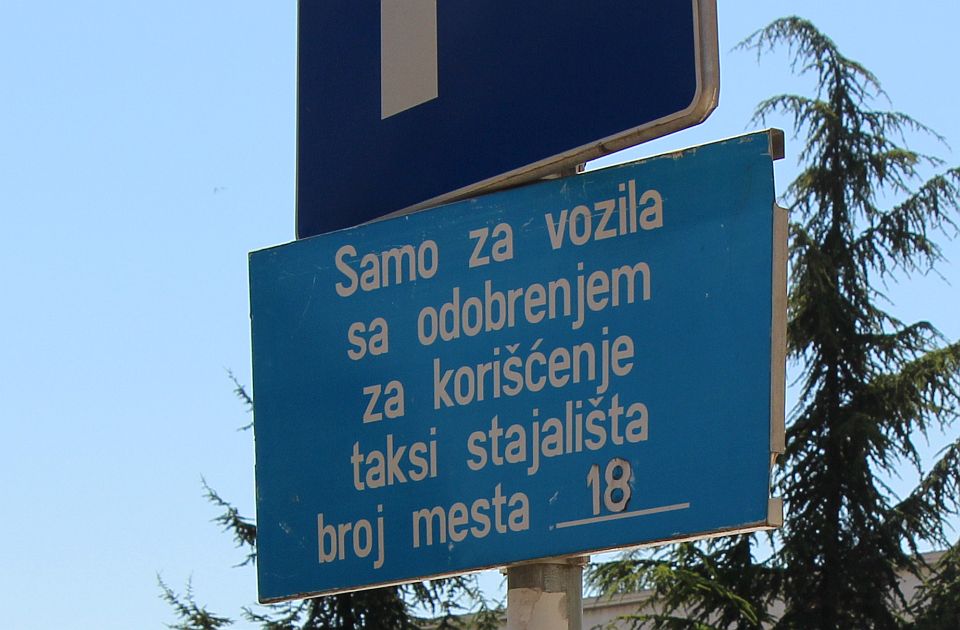 Samo za vozila
sa odobrenjem
za korišćenje
taksi stajališta
broj mesta 18